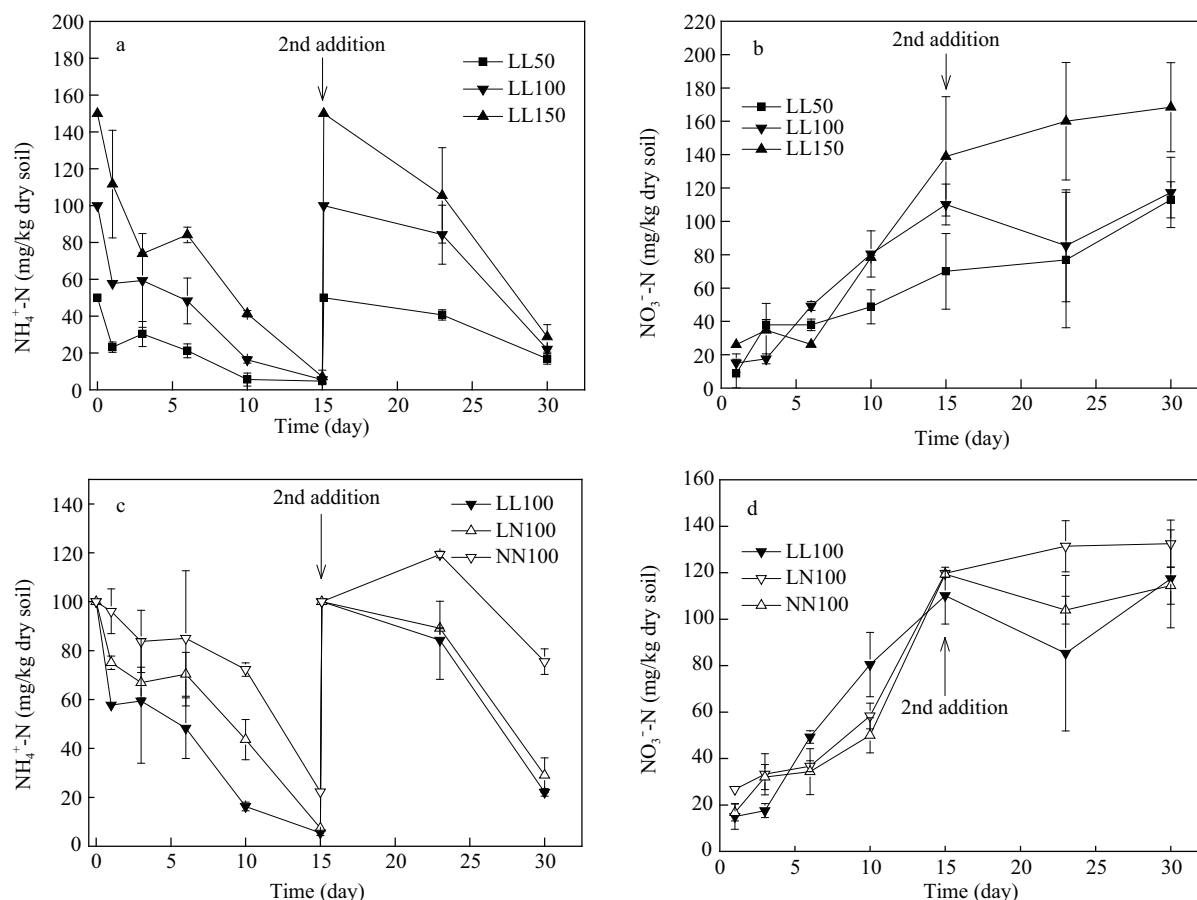 a
2nd addition
LL50
LL100
LL150
200
180
160
140
120
100
80
60
40
20
0
NH₄⁺-N (mg/kg dry soil)
0 5 10 15 20 25 30
Time (day)
b
2nd addition
LL50
LL100
LL150
220
200
180
160
140
120
100
80
60
40
20
0
NO₃⁻-N (mg/kg dry soil)
0 5 10 15 20 25 30
Time (day)
c
2nd addition
LL100
LN100
NN100
140
120
100
80
60
40
20
0
NH₄⁺-N (mg/kg dry soil)
0 5 10 15 20 25 30
Time (day)
d
LL100
LN100
NN100
2nd addition
160
140
120
100
80
60
40
20
0
NO₃⁻-N (mg/kg dry soil)
0 5 10 15 20 25 30
Time (day)